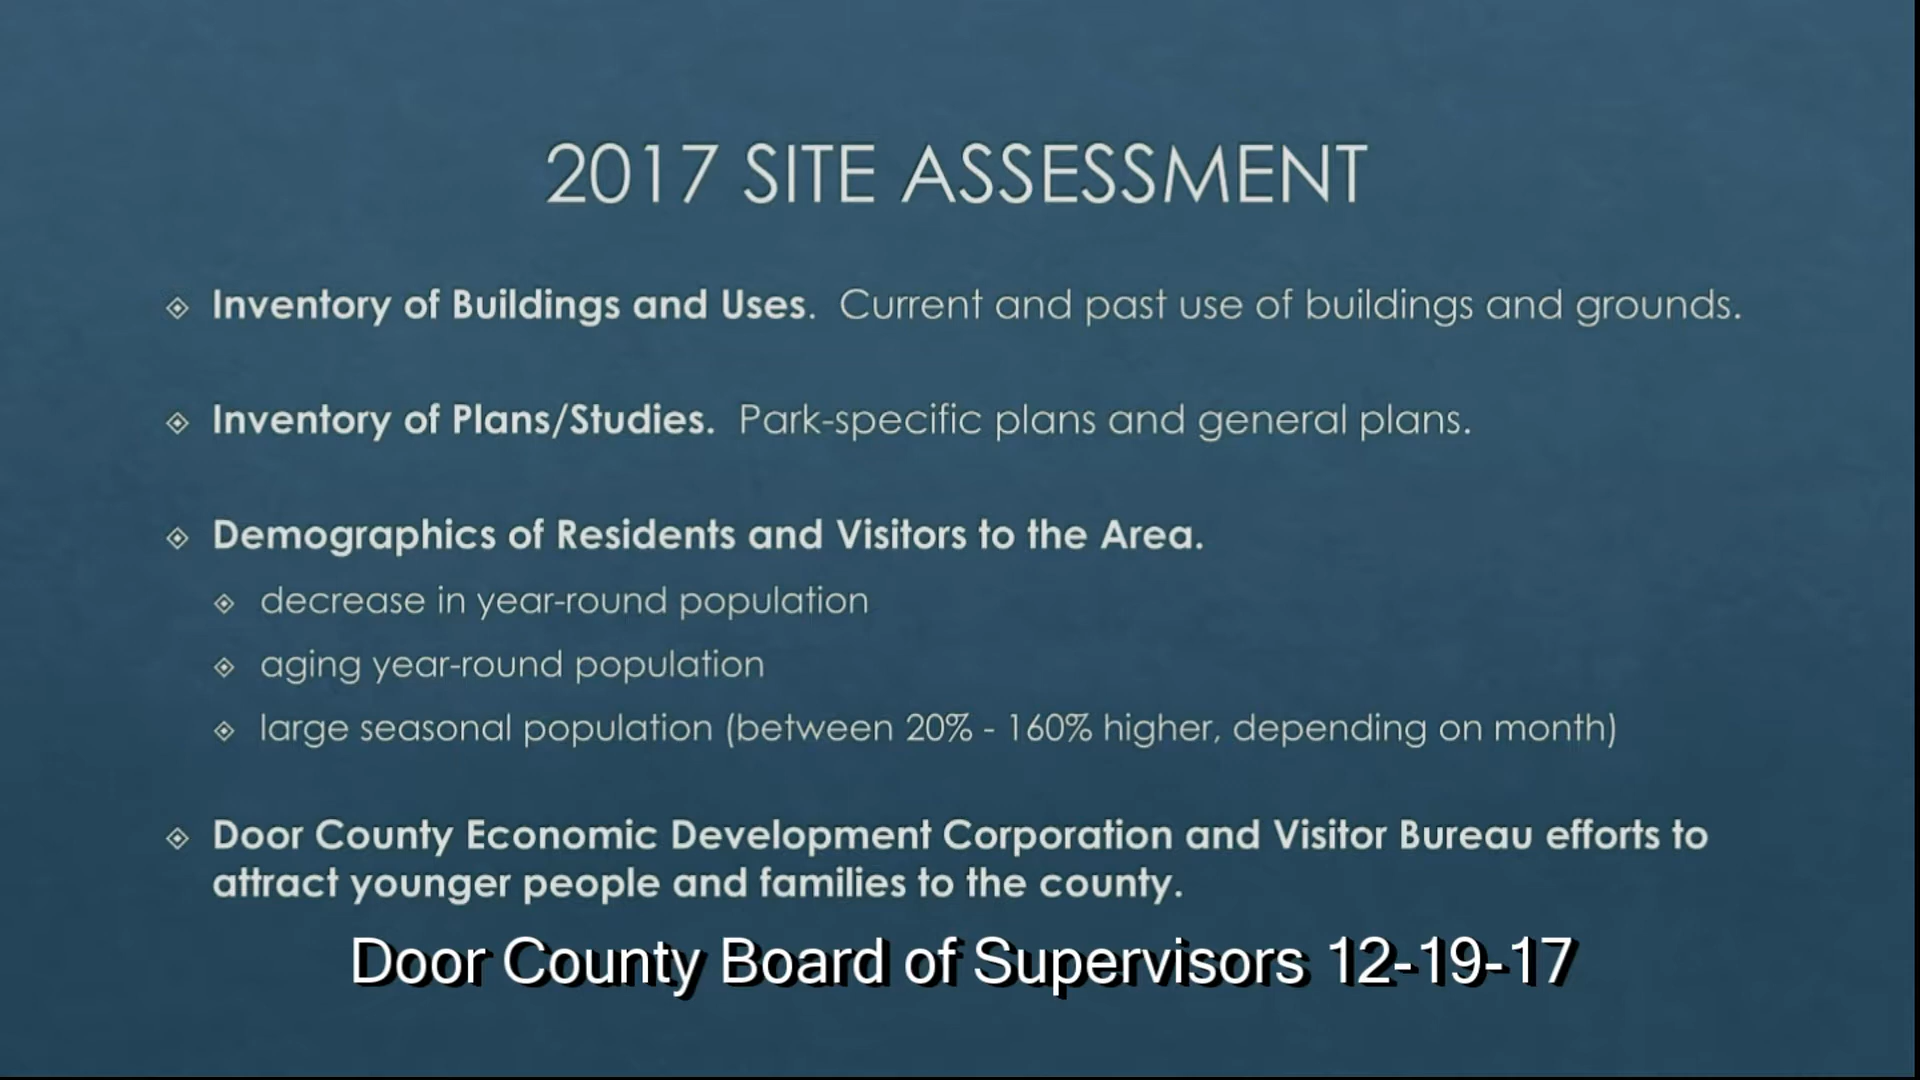 2017 SITE ASSESSMENT
Inventory of Buildings and Uses. Current and past use of buildings and grounds.
Inventory of Plans/Studies. Park-specific plans and general plans.
Demographics of Residents and Visitors to the Area.
decrease in year-round population
aging year-round population
large seasonal population (between 20% - 160% higher, depending on month)
Door County Economic Development Corporation and Visitor Bureau efforts to
attract younger people and families to the county.
Door County Board of Supervisors 12-19-17